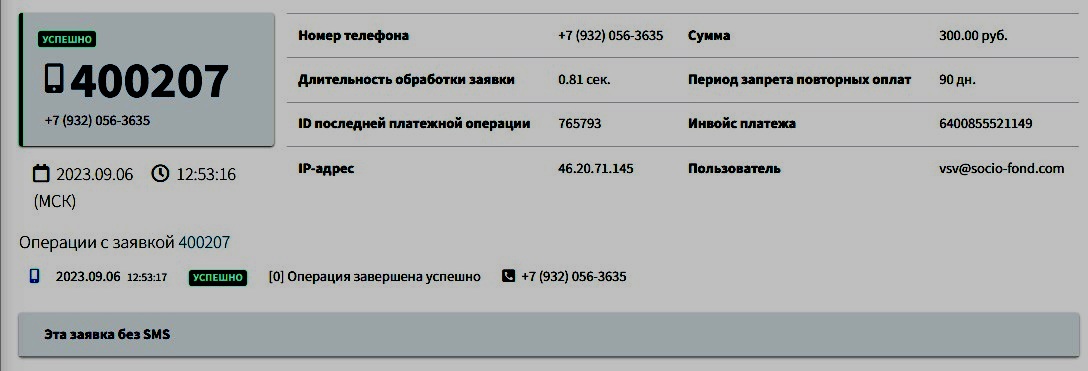 УСПЕШНО
400207
+7 (932) 056-3635
2023.09.06 12:53:16
(МСК)
Номер телефона +7 (932) 056-3635 Сумма 300.00 руб.
Длительность обработки заявки 0.81 сек. Период запрета повторных оплат 90 дн.
ID последней платежной операции 765793 Инвойс платежа 6400855521149
IP-адрес 46.20.71.145 Пользователь vsv@socio-fond.com
Операции с заявкой 400207
2023.09.06 12:53:17 УСПЕШНО [0] Операция завершена успешно +7 (932) 056-3635
Эта заявка без SMS